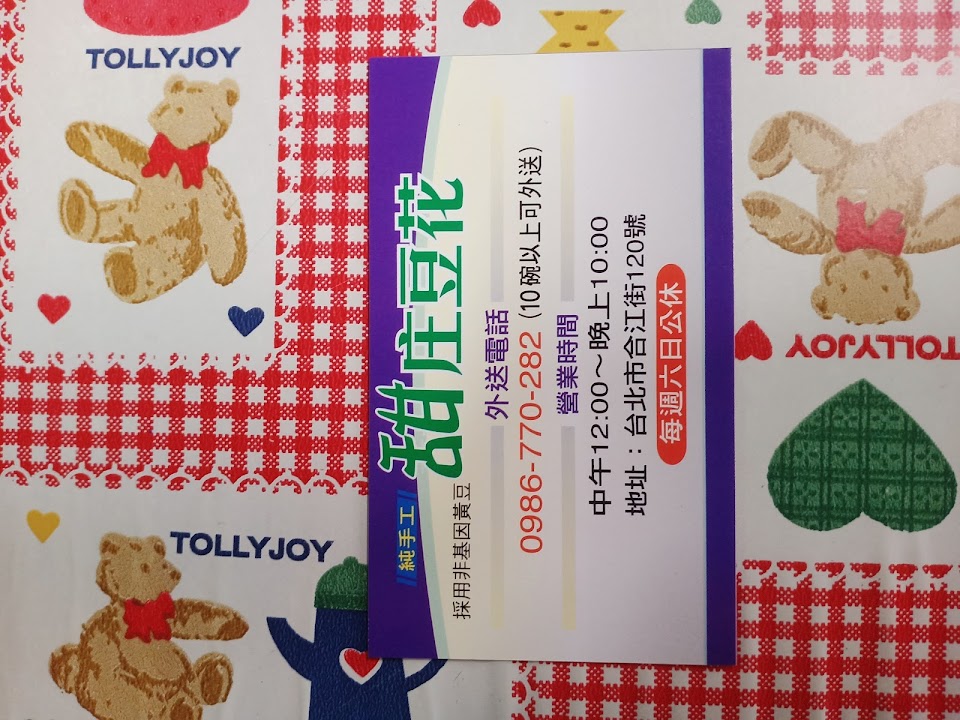 TOLLYJOY
純手工
甜庄豆花
採用非基因黃豆
外送電話
0986-770-282 (10碗以上可外送)
營業時間
中午12:00～晚上10:00
地址：台北市合江街120號
每週六日公休
TOLLYJOY
TOLLYJOY